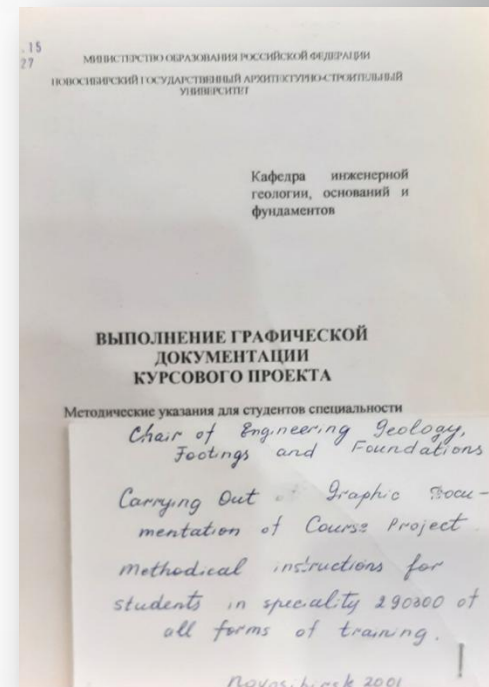 . 15
27
МИНИСТЕРСТВО ОБРАЗОВАНИЯ РОССИЙСКОЙ ФЕДЕРАЦИИ
НОВОСИБИРСКИЙ ГОСУДАРСТВЕННЫЙ АРХИТЕКТУРНО-СТРОИТЕЛЬНЫЙ
УНИВЕРСИТЕТ
Кафедра инженерной
геологии, оснований и
фундаментов
ВЫПОЛНЕНИЕ ГРАФИЧЕСКОЙ
ДОКУМЕНТАЦИИ
КУРСОВОГО ПРОЕКТА
Методические указания для студентов специальности
Chair of Engineering Geology,
Footings and Foundations
Carrying Out of Graphic Docu-
mentation of Course Project.
Methodical instructions for
students in speciality 290300 of
all forms of training.
Novosibirsk 2001